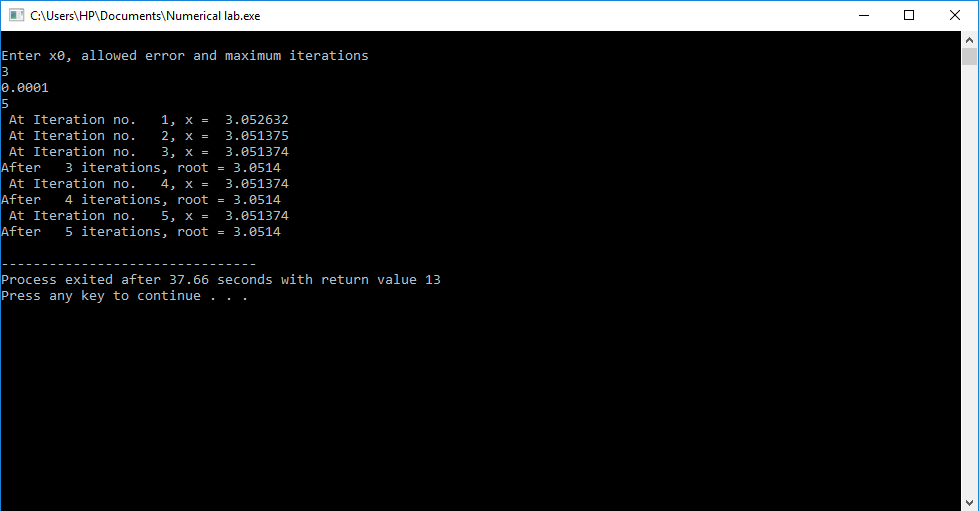 C:\Users\HP\Documents\Numerical lab.exe
Enter x0, allowed error and maximum iterations
3
0.0001
5
 At Iteration no.   1, x =  3.052632
 At Iteration no.   2, x =  3.051375
 At Iteration no.   3, x =  3.051374
After   3 iterations, root = 3.0514
 At Iteration no.   4, x =  3.051374
After   4 iterations, root = 3.0514
 At Iteration no.   5, x =  3.051374
After   5 iterations, root = 3.0514
--------------------------------
Process exited after 37.66 seconds with return value 13
Press any key to continue . . .